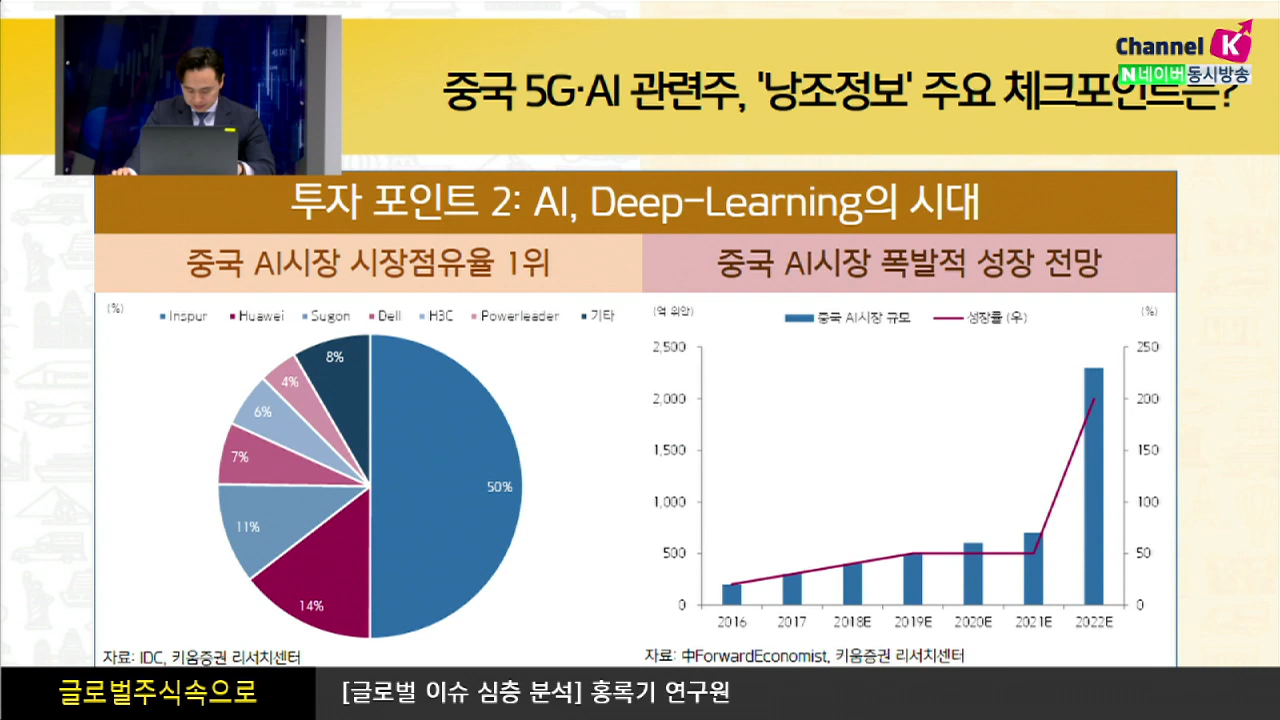 Channel K
N네이버 동시방송
중국 5G·AI 관련주, '낭조정보' 주요 체크포인트는?
투자 포인트 2: AI, Deep-Learning의 시대
중국 AI시장 시장점유율 1위
(%)
Inspur Huawei Sugon Dell H3C Powerleader 기타
8%
4%
6%
7%
50%
11%
14%
자료: IDC, 키움증권 리서치센터
중국 AI시장 폭발적 성장 전망
(억 위안) (%)
중국 AI시장 규모 성장률 (우)
2,500 250
2,000 200
1,500 150
1,000 100
500 50
0 0
2016 2017 2018E 2019E 2020E 2021E 2022E
자료: 中ForwardEconomist, 키움증권 리서치센터
글로벌주식속으로
[글로벌 이슈 심층 분석] 홍록기 연구원